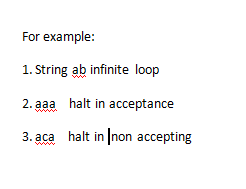 For example:
1. String ab infinite loop
2. aaa halt in acceptance
3. aca halt in non accepting